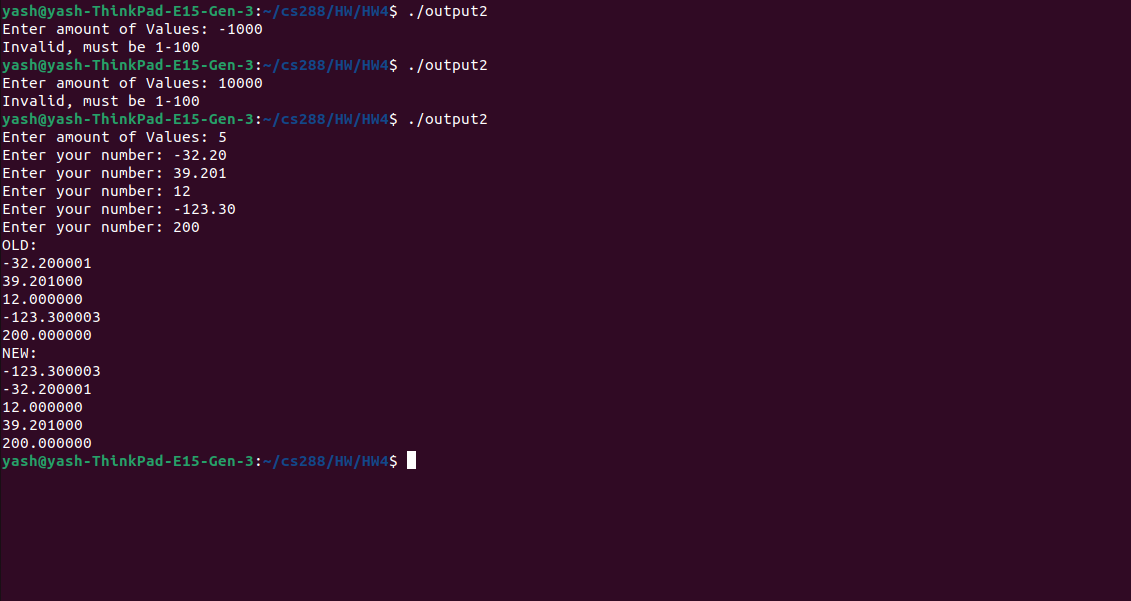 yash@yash-ThinkPad-E15-Gen-3:~/cs288/HW/HW4$ ./output2
Enter amount of Values: -1000
Invalid, must be 1-100
yash@yash-ThinkPad-E15-Gen-3:~/cs288/HW/HW4$ ./output2
Enter amount of Values: 10000
Invalid, must be 1-100
yash@yash-ThinkPad-E15-Gen-3:~/cs288/HW/HW4$ ./output2
Enter amount of Values: 5
Enter your number: -32.20
Enter your number: 39.201
Enter your number: 12
Enter your number: -123.30
Enter your number: 200
OLD:
-32.200001
39.201000
12.000000
-123.300003
200.000000
NEW:
-123.300003
-32.200001
12.000000
39.201000
200.000000
yash@yash-ThinkPad-E15-Gen-3:~/cs288/HW/HW4$